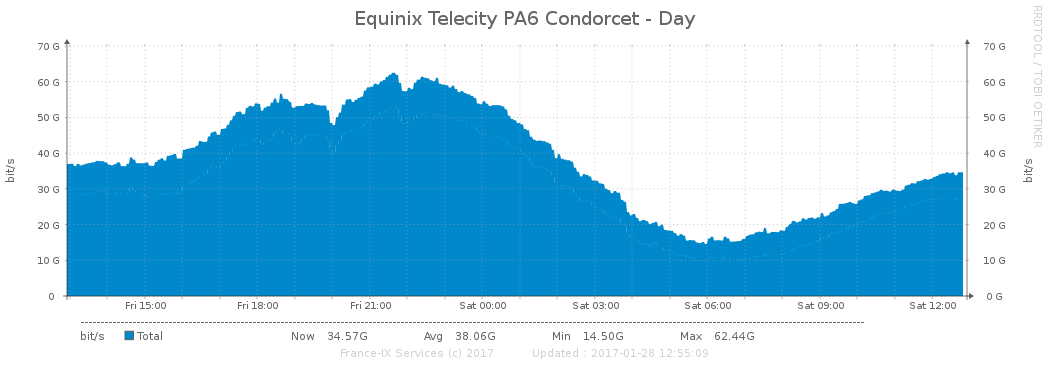 Equinix Telecity PA6 Condorcet - Day
RRDTOOL / TOBI OETIKER
bit/s
70 G
60 G
50 G
40 G
30 G
20 G
10 G
0
70 G
60 G
50 G
40 G
30 G
20 G
10 G
0 G
bit/s
Fri 15:00 Fri 18:00 Fri 21:00 Sat 00:00 Sat 03:00 Sat 06:00 Sat 09:00 Sat 12:00
bit/s Total Now 34.57G Avg 38.06G Min 14.50G Max 62.44G
France-IX Services (c) 2017 Updated : 2017-01-28 12:55:09